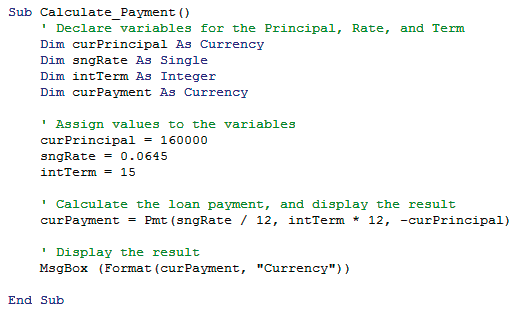 Sub Calculate_Payment()
' Declare variables for the Principal, Rate, and Term
Dim curPrincipal As Currency
Dim sngRate As Single
Dim intTerm As Integer
Dim curPayment As Currency
' Assign values to the variables
curPrincipal = 160000
sngRate = 0.0645
intTerm = 15
' Calculate the loan payment, and display the result
curPayment = Pmt(sngRate / 12, intTerm * 12, -curPrincipal)
' Display the result
MsgBox (Format(curPayment, "Currency"))
End Sub